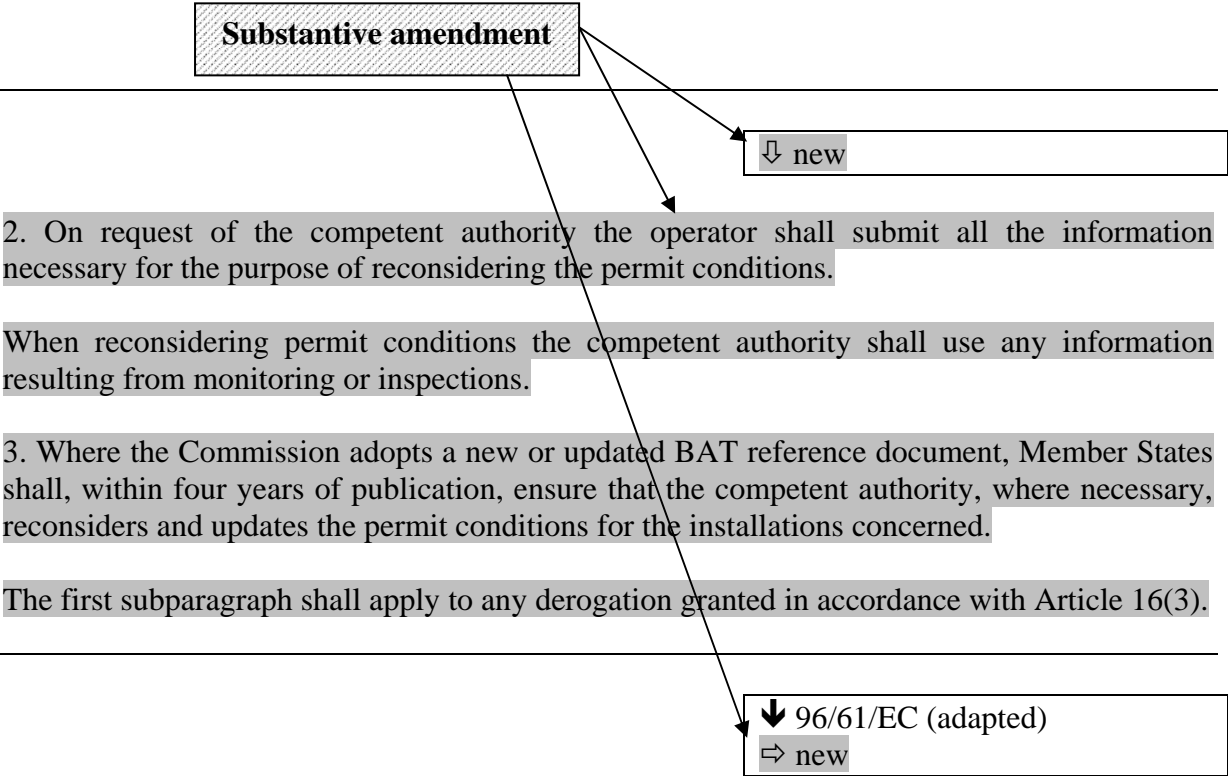 Substantive amendment
⇩ new
2. On request of the competent authority the operator shall submit all the information
necessary for the purpose of reconsidering the permit conditions.
When reconsidering permit conditions the competent authority shall use any information
resulting from monitoring or inspections.
3. Where the Commission adopts a new or updated BAT reference document, Member States
shall, within four years of publication, ensure that the competent authority, where necessary,
reconsiders and updates the permit conditions for the installations concerned.
The first subparagraph shall apply to any derogation granted in accordance with Article 16(3).
🡻 96/61/EC (adapted)
⇨ new